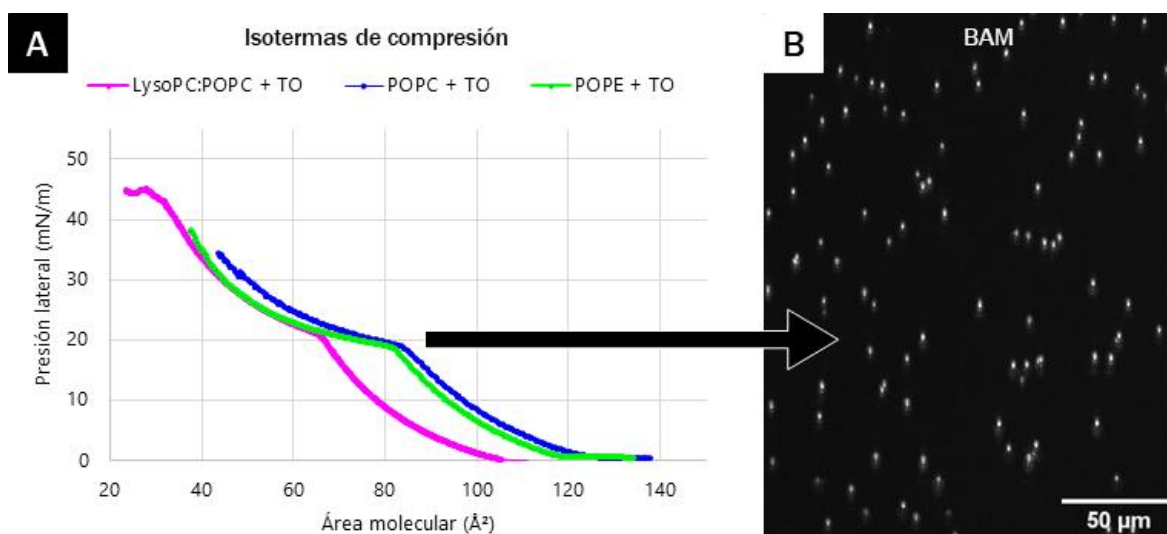 A
Isotermas de compresión
LysoPC:POPC + TO POPC + TO POPE + TO
Presión lateral (mN/m)
50
40
30
20
10
0
20 40 60 80 100 120 140
Área molecular (Å²)
B
BAM
50 µm